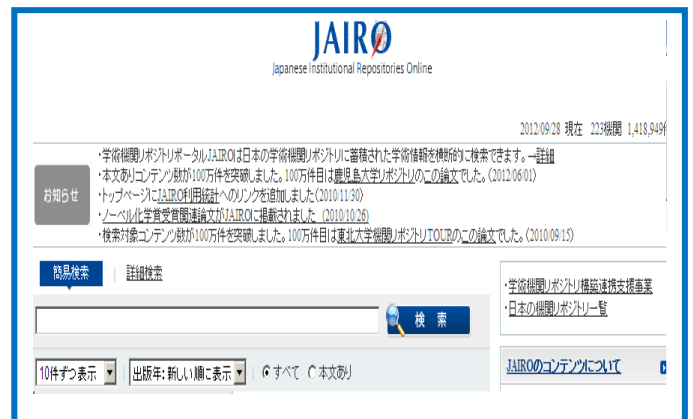 JAIRO
Japanese Institutional Repositories Online
2012/09/28 現在 223機関 1,418,949
お知らせ
・学術機関リポジトリポータルJAIROは日本の学術機関リポジトリに蓄積された学術情報を横断的に検索できます。→詳細
・本文ありコンテンツ数が100万件を突破しました。100万件目は鹿児島大学リポジトリのこの論文でした。(2012/06/01)
・トップページにJAIRO利用統計へのリンクを追加しました(2010/11/30)
・ノーベル化学賞受賞関連論文がJAIROに掲載されました (2010/10/26)
・検索対象コンテンツ数が100万件を突破しました。100万件目は東北大学機関リポジトリTOURのこの論文でした。(2010/09/15)
簡易検索 | 詳細検索
検 索
10件ずつ表示 出版年:新しい順に表示 | すべて 本文あり
・学術機関リポジトリ構築連携支援事業
・日本の機関リポジトリ一覧
JAIROのコンテンツについて